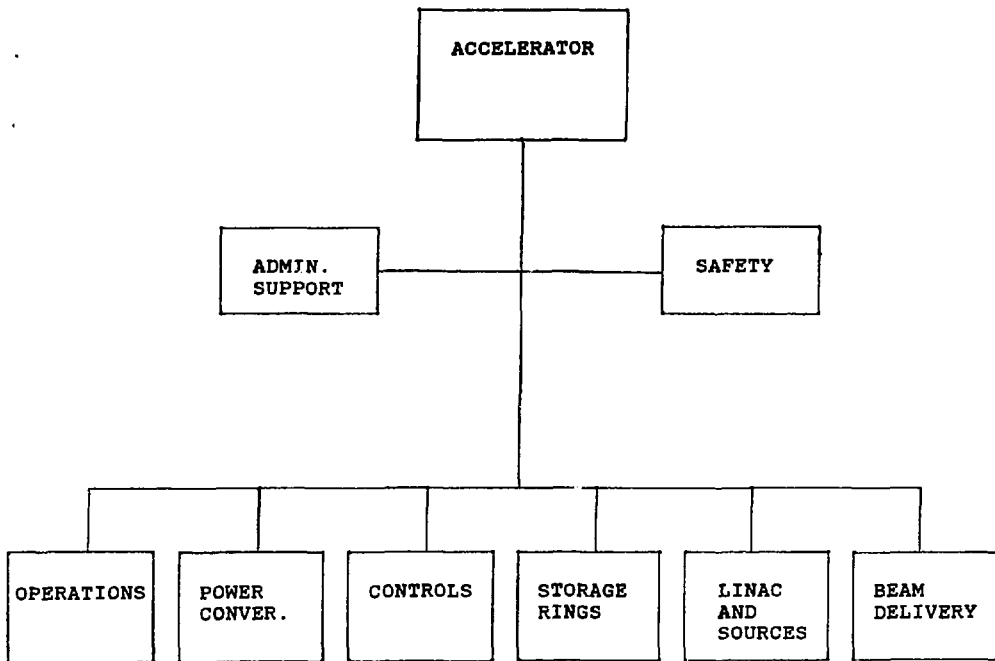 ACCELERATOR
ADMIN.
SUPPORT
SAFETY
OPERATIONS
POWER
CONVER.
CONTROLS
STORAGE
RINGS
LINAC
AND
SOURCES
BEAM
DELIVERY